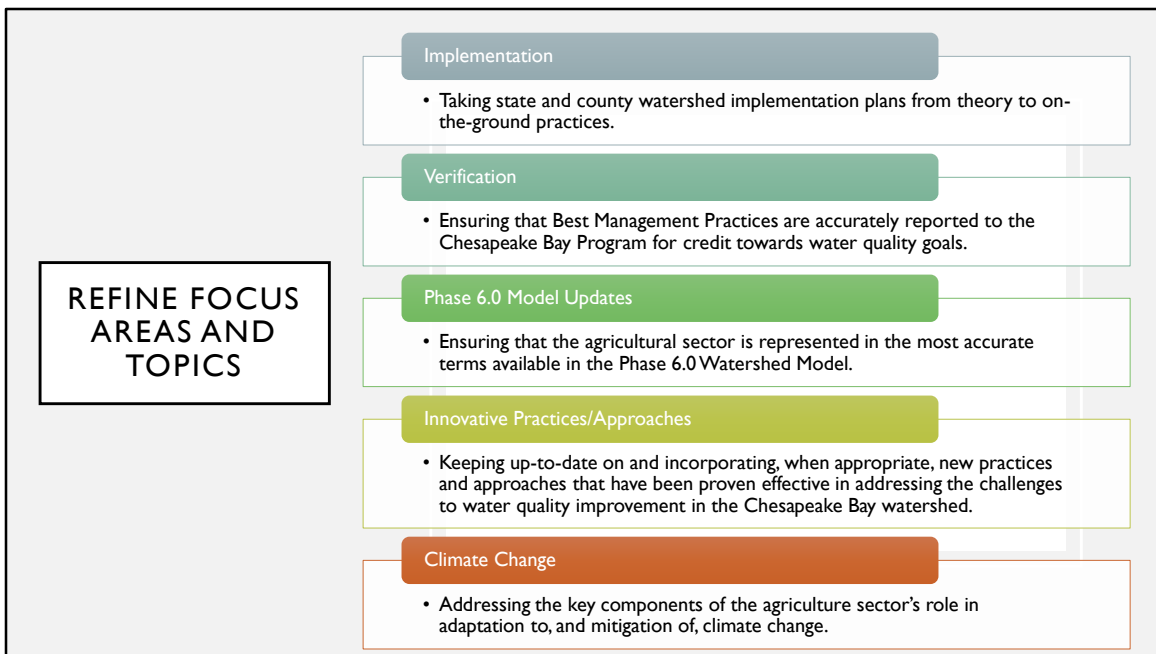 REFINE FOCUS
AREAS AND
TOPICS
Implementation
• Taking state and county watershed implementation plans from theory to on-
the-ground practices.
Verification
• Ensuring that Best Management Practices are accurately reported to the
Chesapeake Bay Program for credit towards water quality goals.
Phase 6.0 Model Updates
• Ensuring that the agricultural sector is represented in the most accurate
terms available in the Phase 6.0 Watershed Model.
Innovative Practices/Approaches
• Keeping up-to-date on and incorporating, when appropriate, new practices
and approaches that have been proven effective in addressing the challenges
to water quality improvement in the Chesapeake Bay watershed.
Climate Change
• Addressing the key components of the agriculture sector's role in
adaptation to, and mitigation of, climate change.